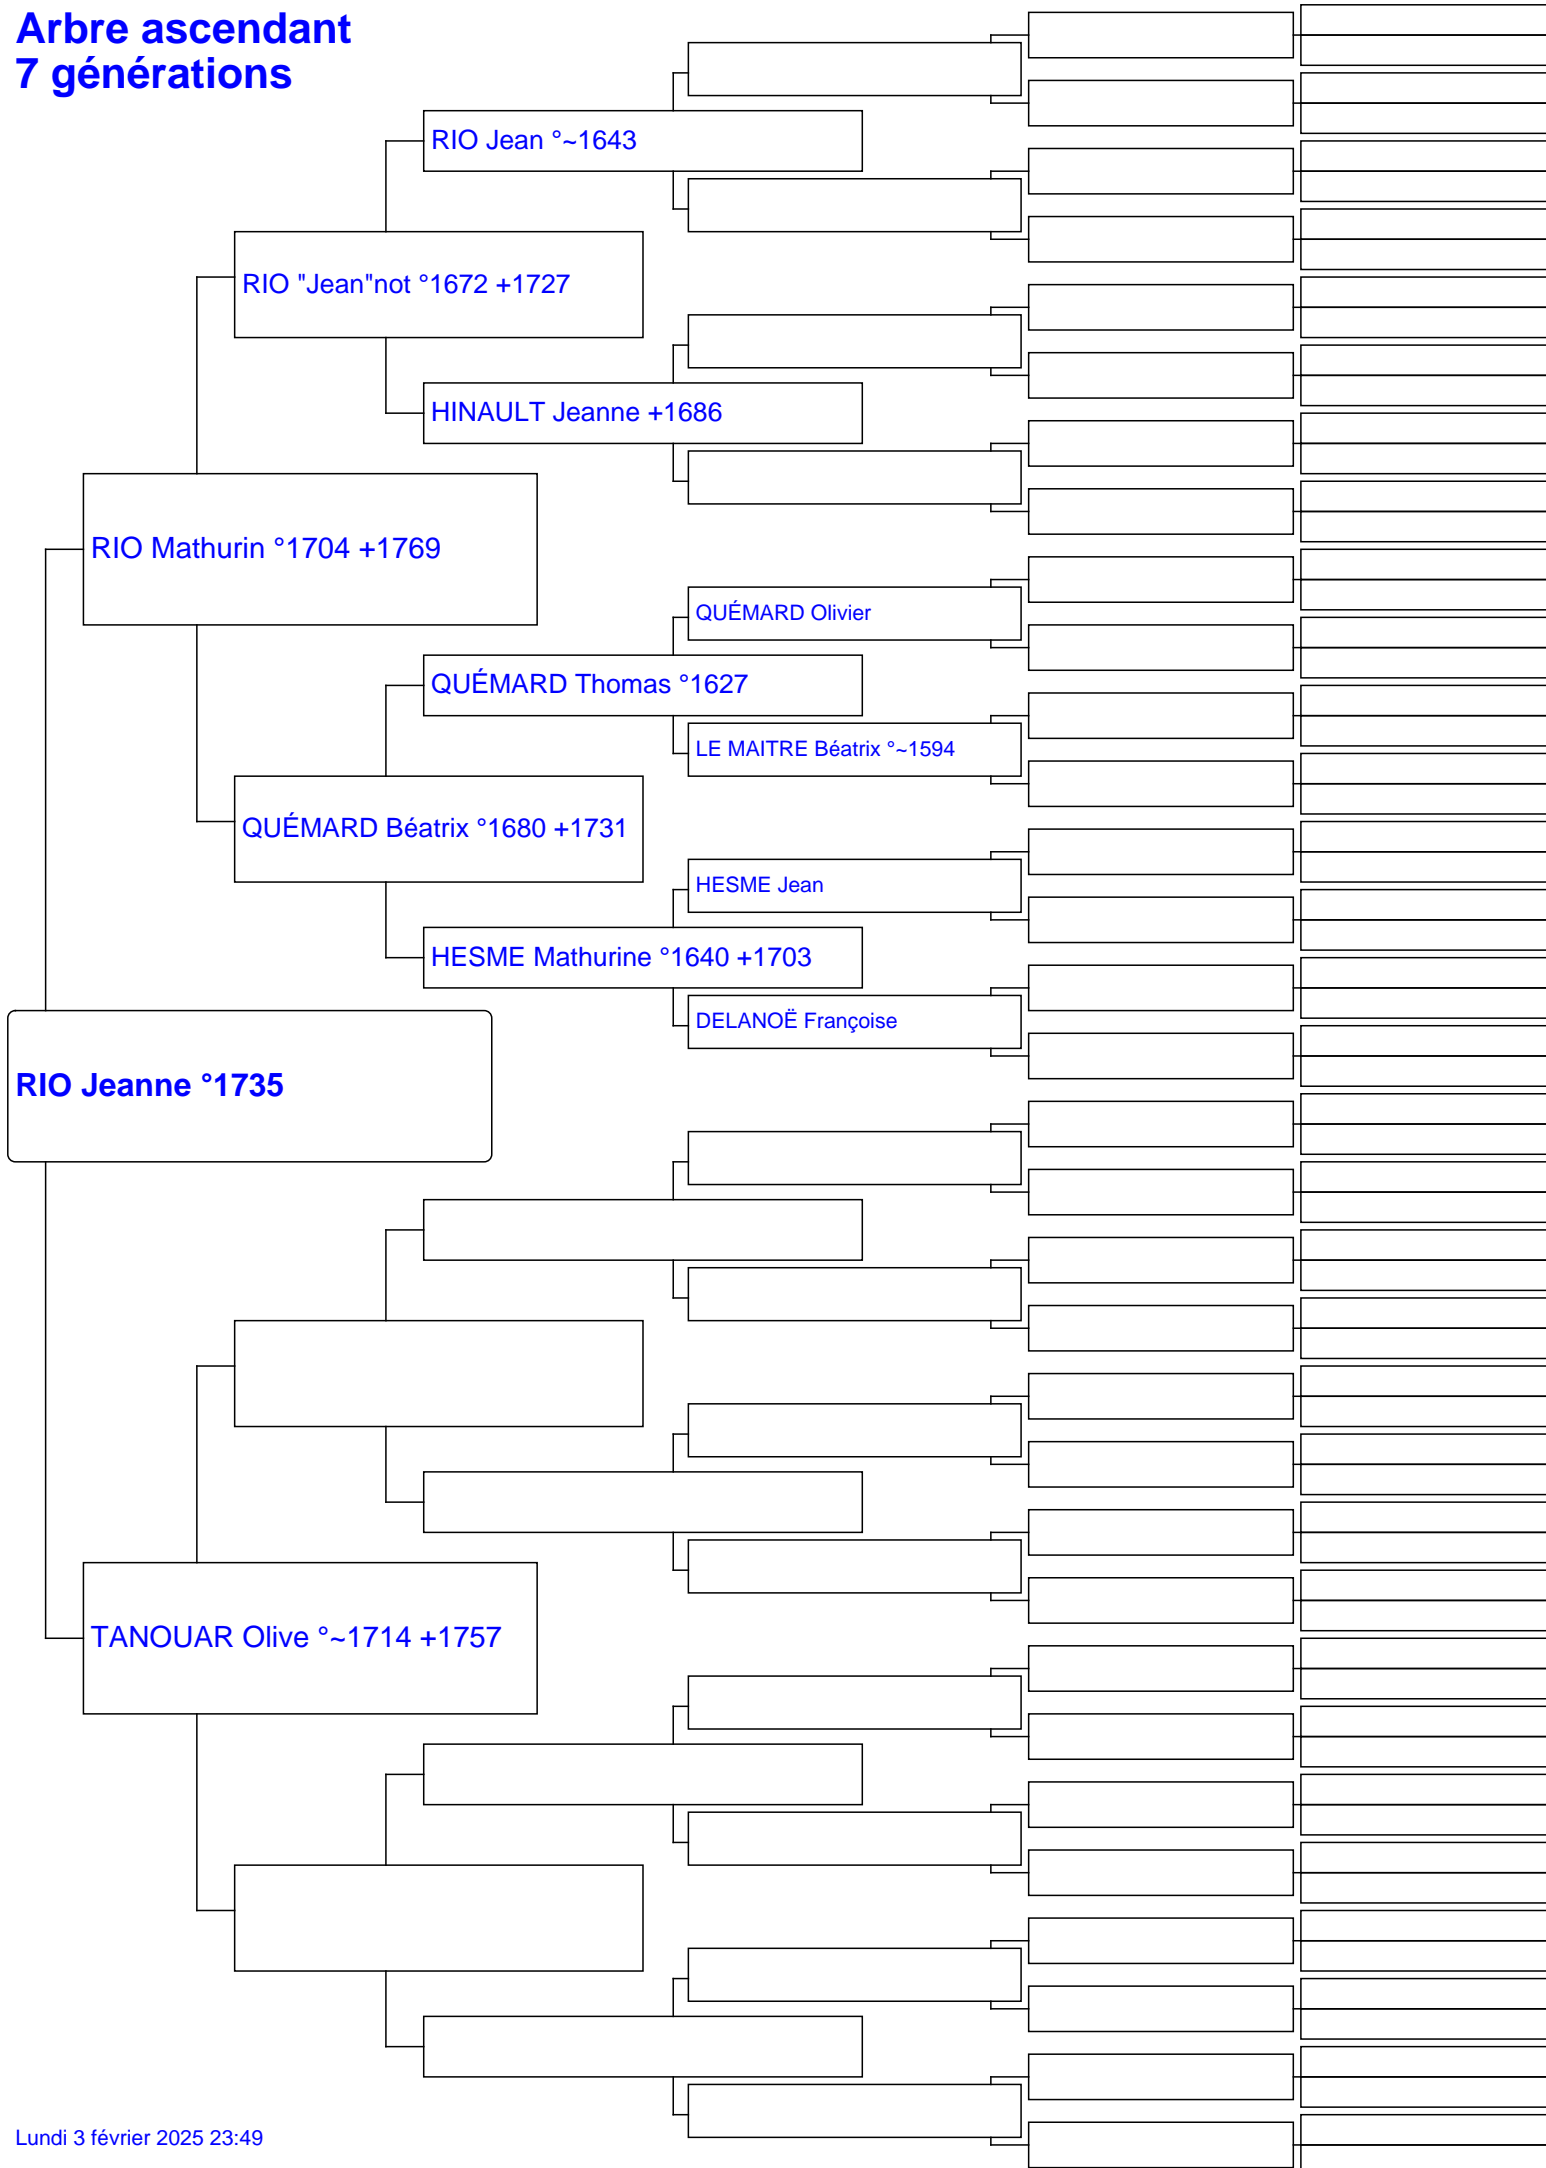 Arbre ascendant
7 générations
RIO Jean °~1643
RIO "Jean"not °1672 +1727
HINAULT Jeanne +1686
RIO Mathurin °1704 +1769
QUÉMARD Olivier
QUÉMARD Thomas °1627
LE MAITRE Béatrix °~1594
QUÉMARD Béatrix °1680 +1731
HESME Jean
HESME Mathurine °1640 +1703
DELANOË Françoise
RIO Jeanne °1735
TANOUAR Olive °~1714 +1757
Lundi 3 février 2025 23:49